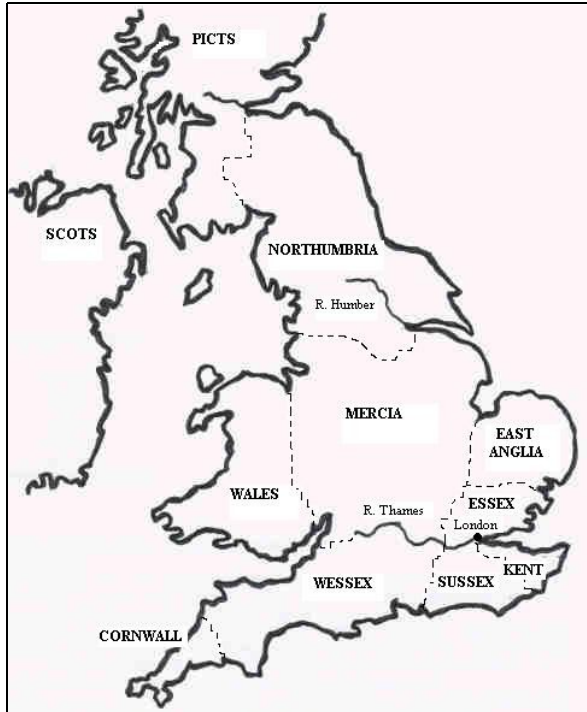 PICTS
SCOTS
NORTHUMBRIA
R. Humber
MERCIA
EAST
ANGLIA
WALES
ESSEX
R. Thames
London
WESSEX
SUSSEX
KENT
CORNWALL